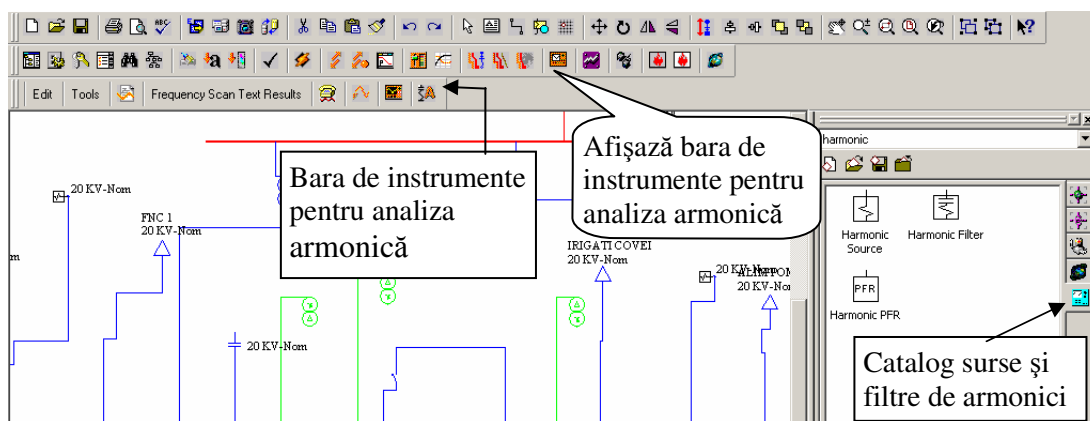 ABC
a
Edit Tools Frequency Scan Text Results
A
harmonic
Bara de instrumente
pentru analiza
armonică
Afişază bara de
instrumente pentru
analiza armonică
20 KV-Nom
FNC 1
20 KV-Nom
om
20 KV-Nom
IRIGATI COVEI
20 KV-Nom
20 KV-Nom
20 KV-Nom
Harmonic
Source
Harmonic Filter
PFR
Harmonic PFR
Catalog surse şi
filtre de armonici